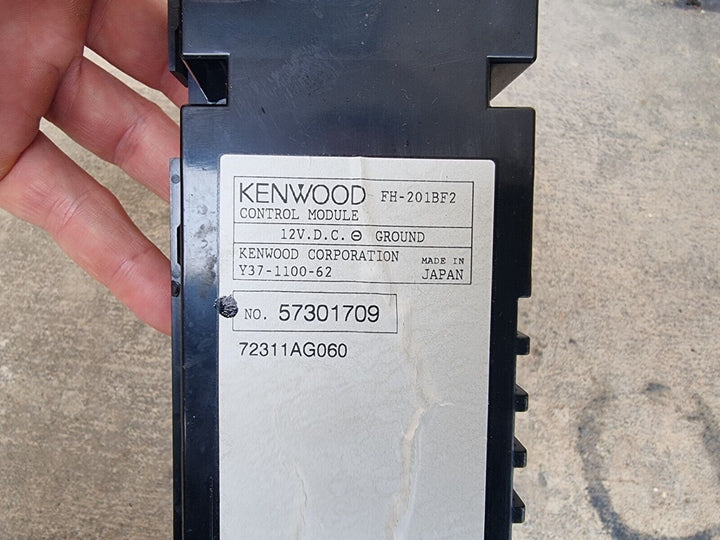 KENWOOD FH-201BF2
CONTROL MODULE
12V.D.C. ⊖ GROUND
KENWOOD CORPORATION MADE IN
Y37-1100-62 JAPAN
NO. 57301709
72311AG060